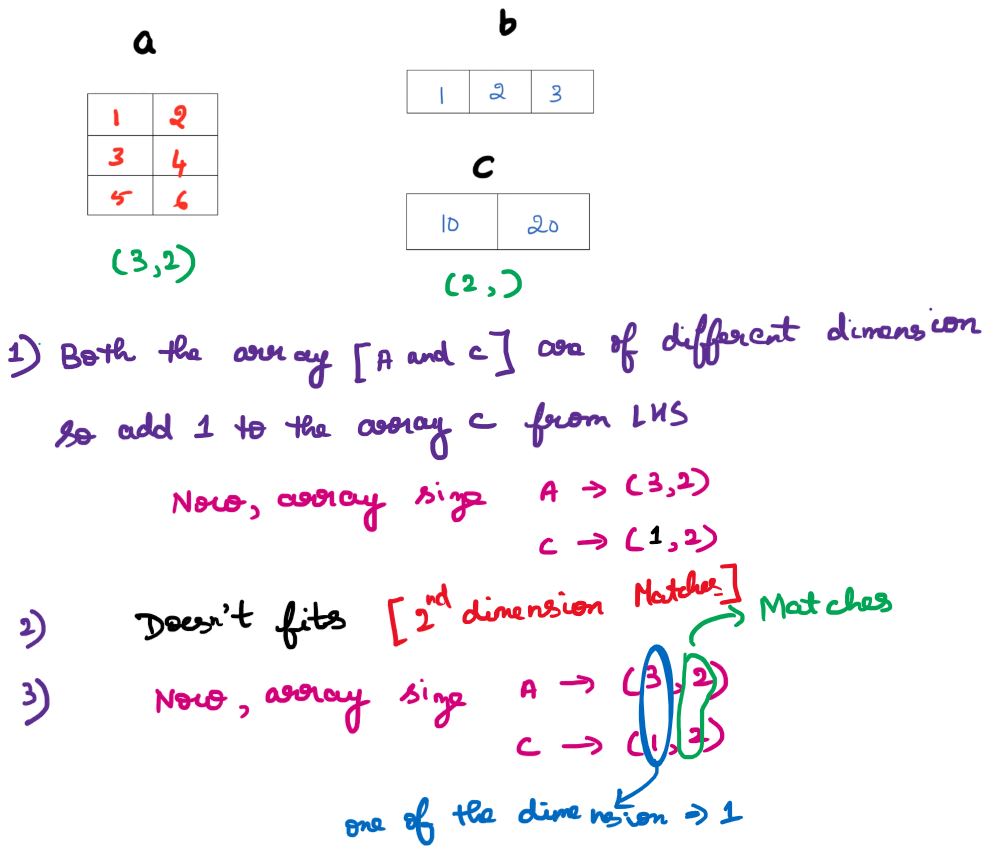 a
1 2
3 4
5 6
(3,2)
b
1 2 3
c
10 20
(2,)
1) Both the array [A and c] are of different dimension
so add 1 to the array c from LHS
Now, array size A → (3,2)
c → (1,2)
2) Doesn't fits [2nd dimension Matches]
Matches
3) Now, array size A → (3,2)
c → (1,2)
one of the dimension ⇒ 1